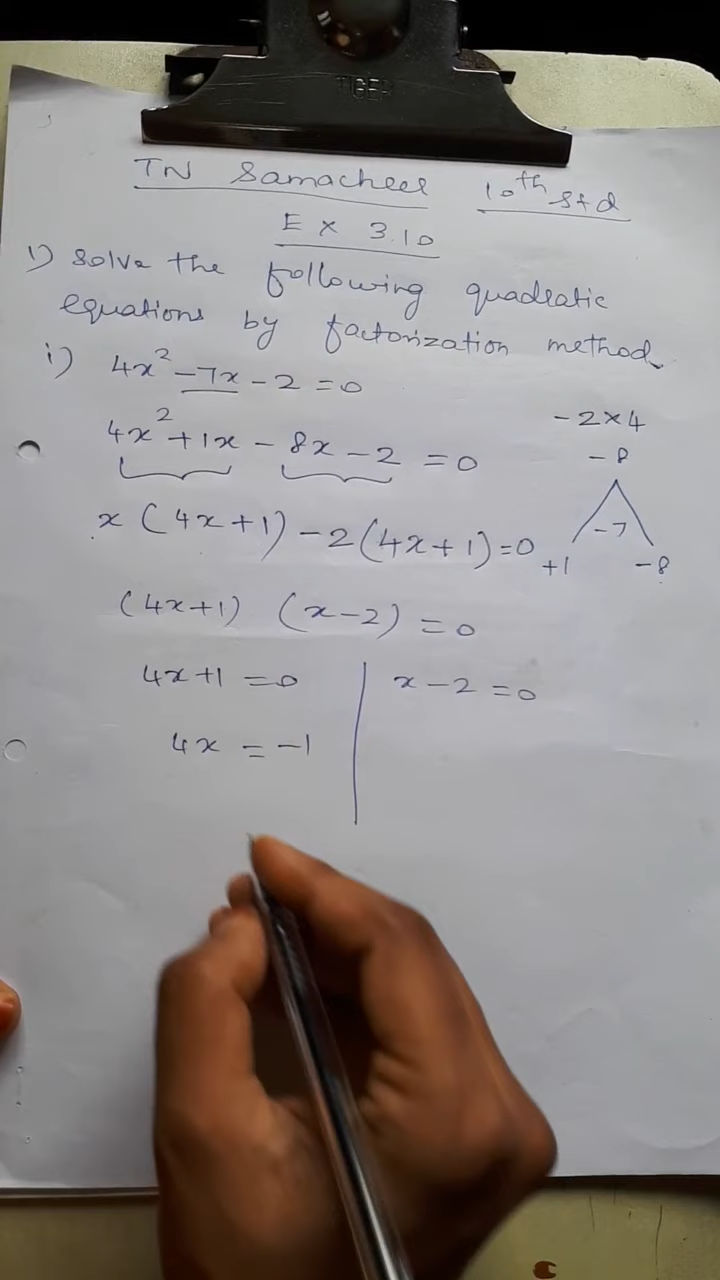 TIGER
TN Samacheer 10th Std
Ex 3.10
1) Solve the following quadratic
equations by factorization method.
i) 4x² - 7x - 2 = 0
4x² + 1x - 8x - 2 = 0
-2 × 4
-8
x (4x + 1) - 2 (4x + 1) = 0
-7
+1 -8
(4x+1) (x-2) = 0
4x+1 = 0 x-2 = 0
4x = -1